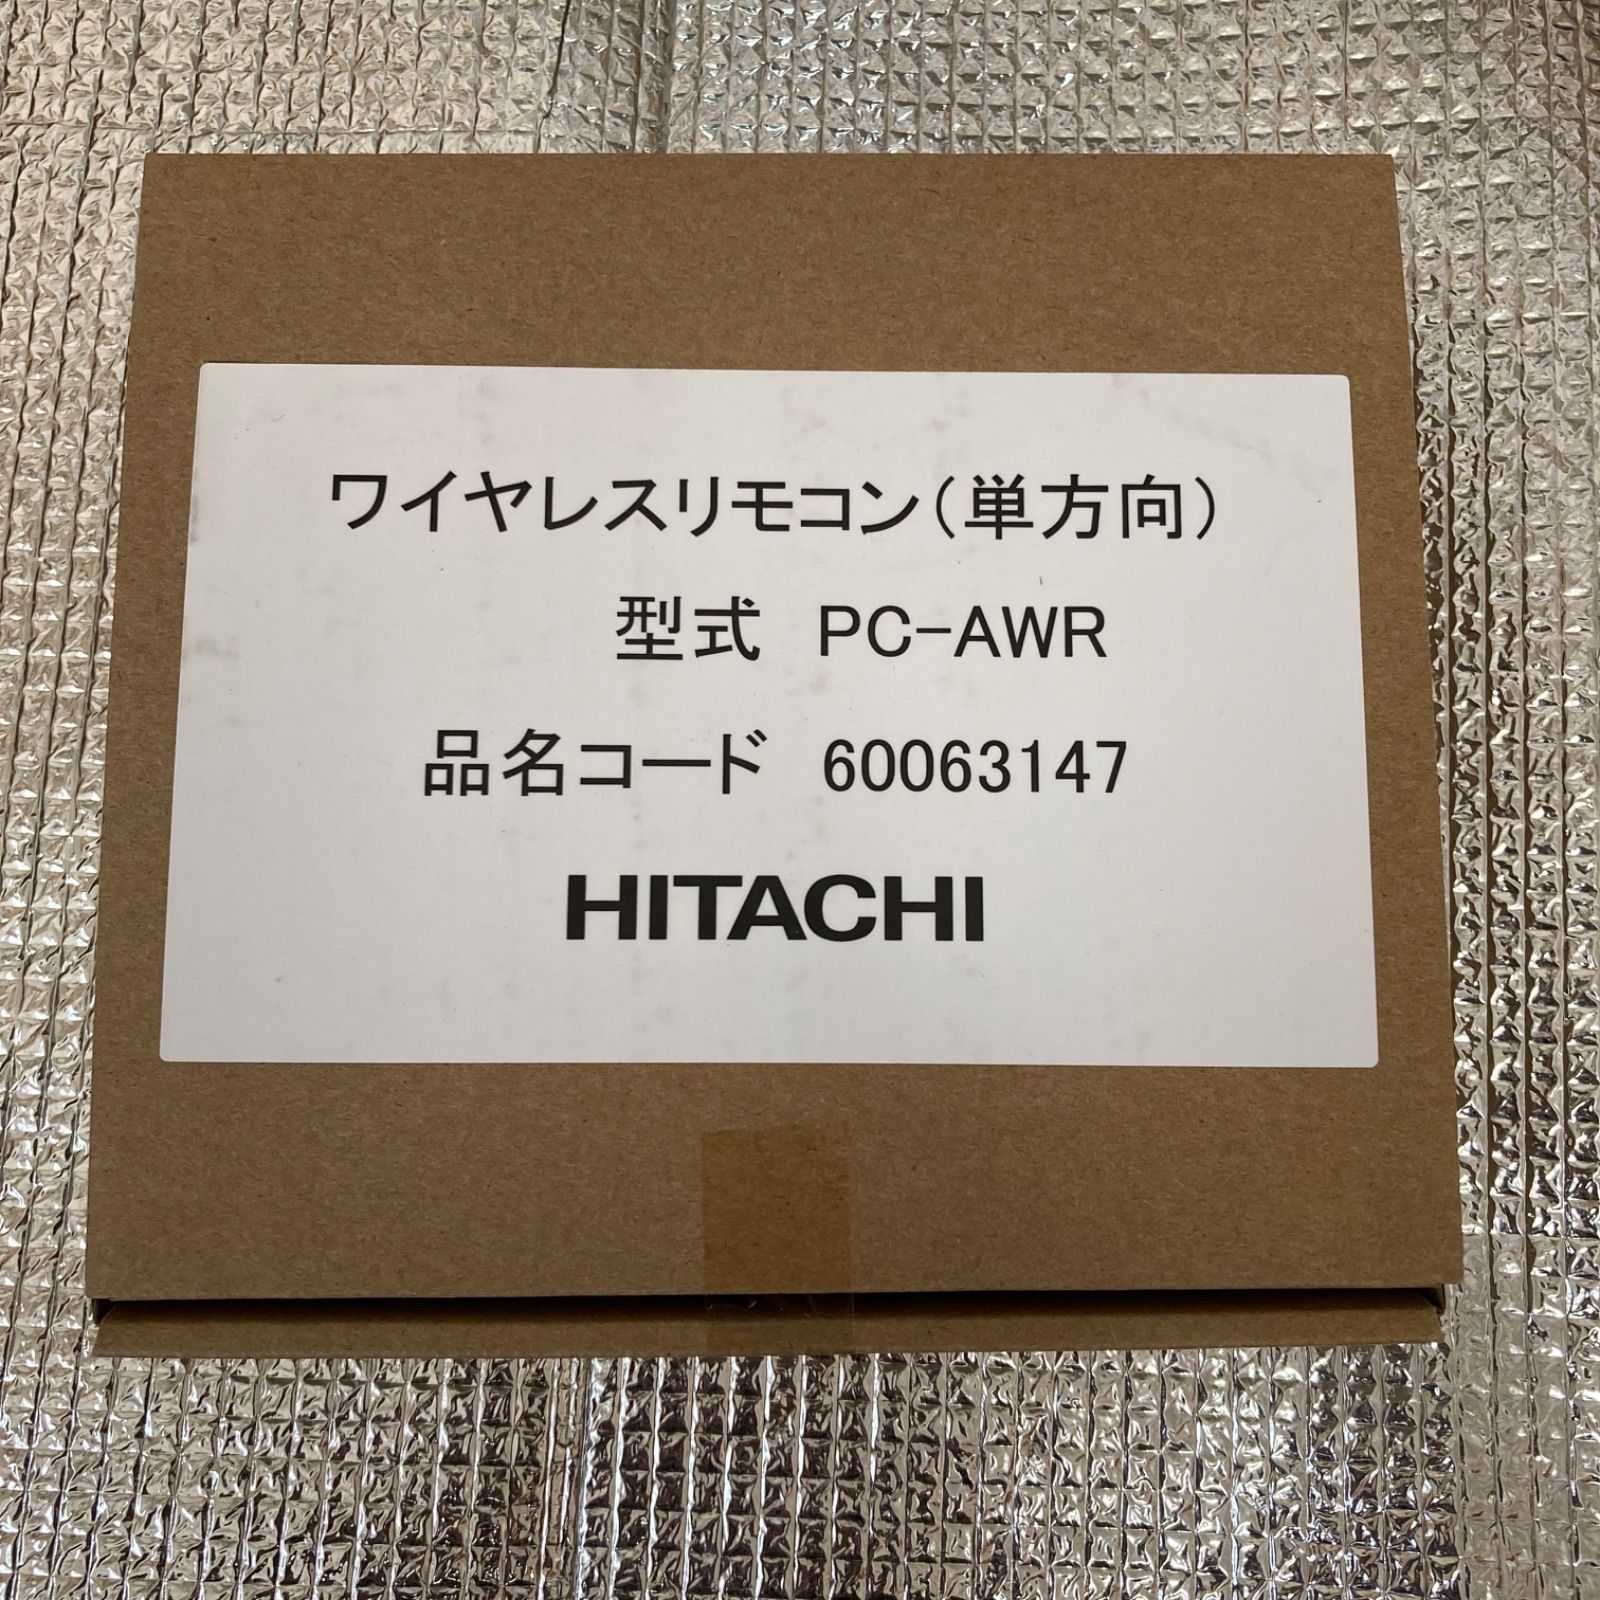 ワイヤレスリモコン（単方向）
型式　PC-AWR
品名コード　60063147
HITACHI